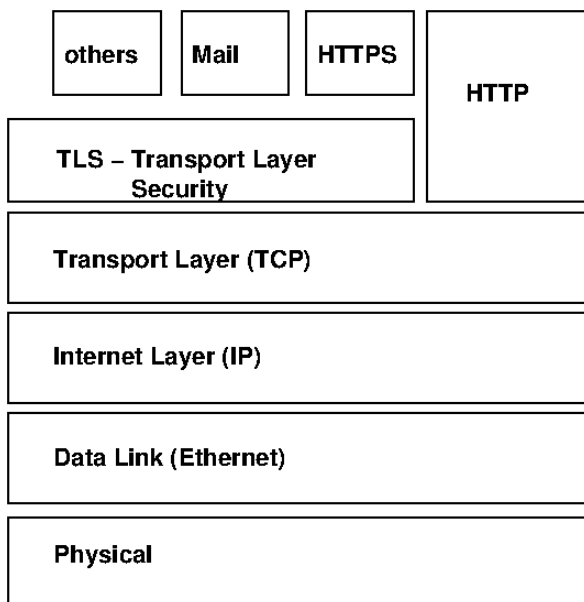 others
Mail
HTTPS
HTTP
TLS – Transport Layer
Security
Transport Layer (TCP)
Internet Layer (IP)
Data Link (Ethernet)
Physical